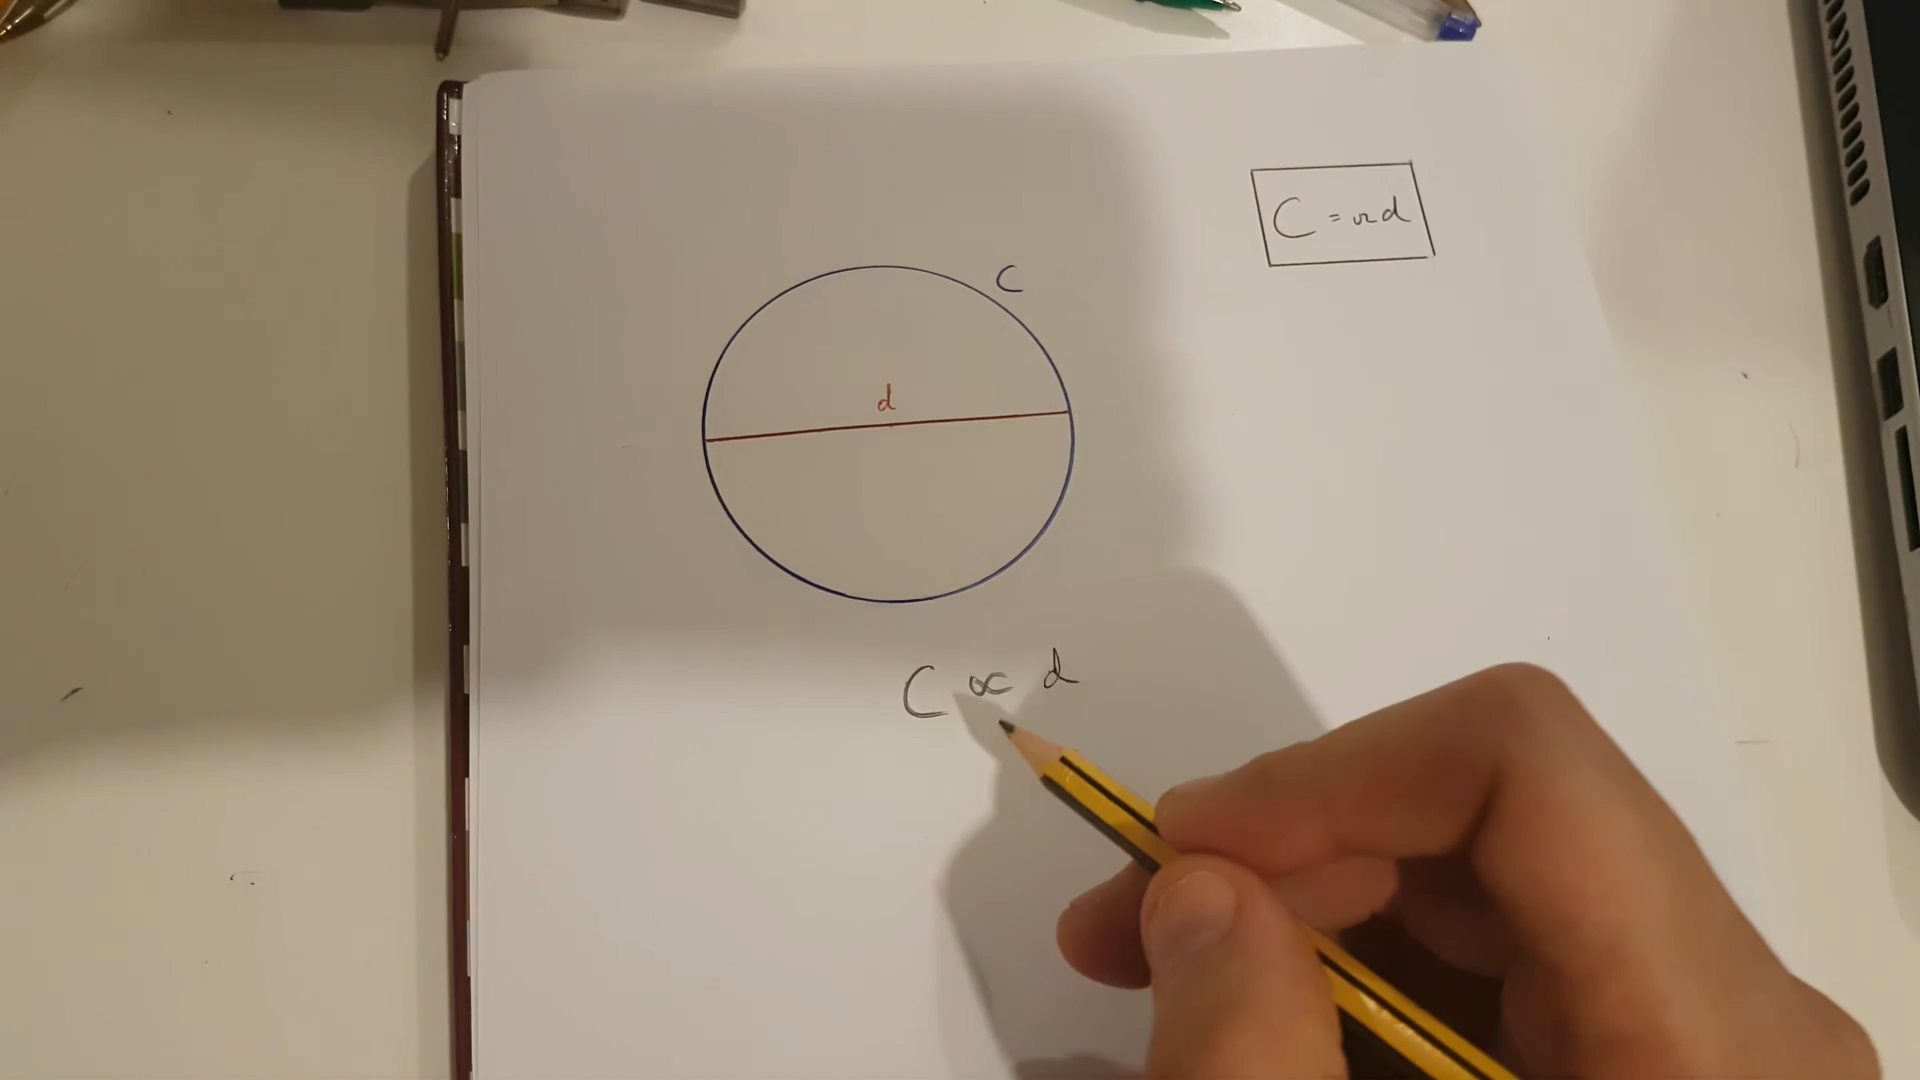 C = πd
C
d
C ∝ d